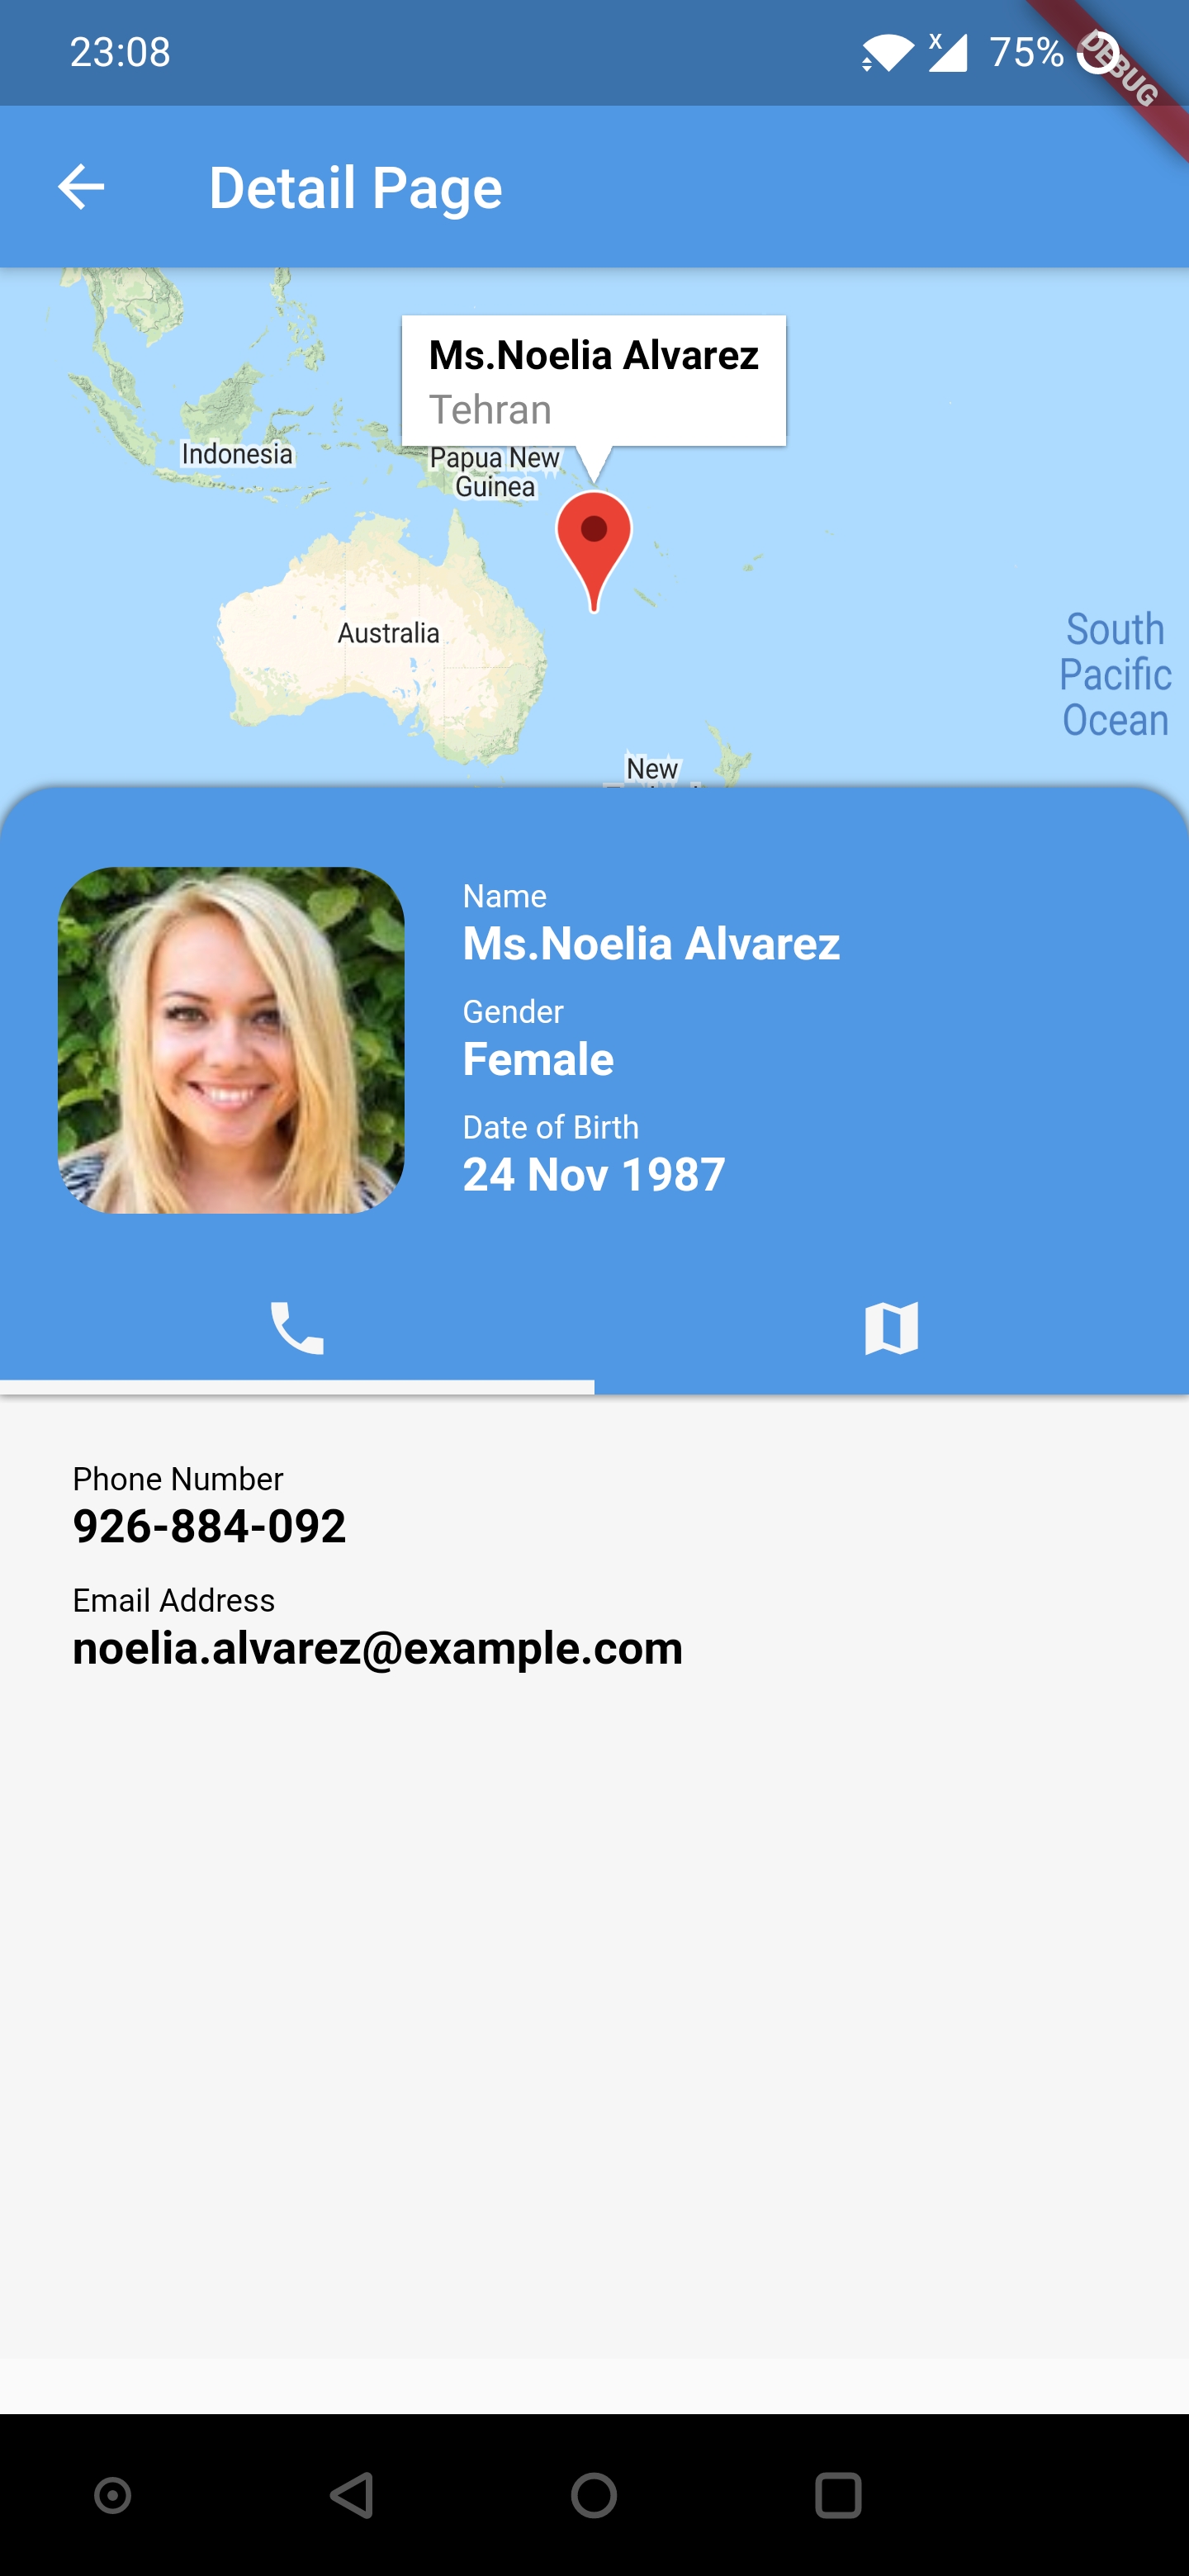 23:08
X
75%
DEBUG
Detail Page
Ms.Noelia Alvarez
Tehran
Indonesia
Papua New
Guinea
Australia
South
Pacific
Ocean
New
Name
Ms.Noelia Alvarez
Gender
Female
Date of Birth
24 Nov 1987
Phone Number
926-884-092
Email Address
noelia.alvarez@example.com